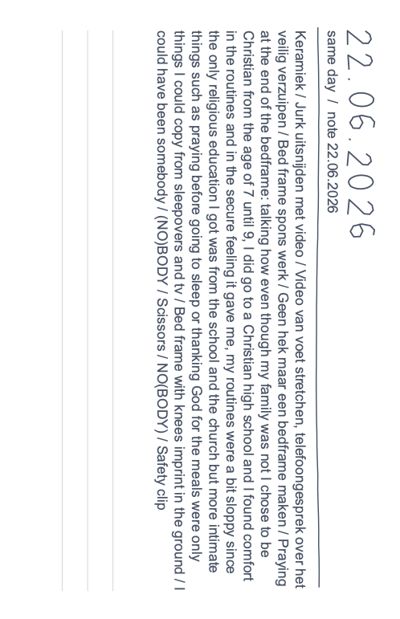 22.06.2026
same day / note 22.06.2026
Keramiek / Jurk uitsnijden met video / Video van voet stretchen, telefoongesprek over het
veilig verzuipen / Bed frame spons werk / Geen hek maar een bedframe maken / Praying
at the end of the bedframe: talking how even though my family was not I chose to be
Christian from the age of 7 until 9, I did go to a Christian high school and I found comfort
in the routines and in the secure feeling it gave me, my routines were a bit sloppy since
the only religious education I got was from the school and the church but more intimate
things such as praying before going to sleep or thanking God for the meals were only
things I could copy from sleepovers and tv / Bed frame with knees imprint in the ground / I
could have been somebody / (NO)BODY / Scissors / NO(BODY) / Safety clip